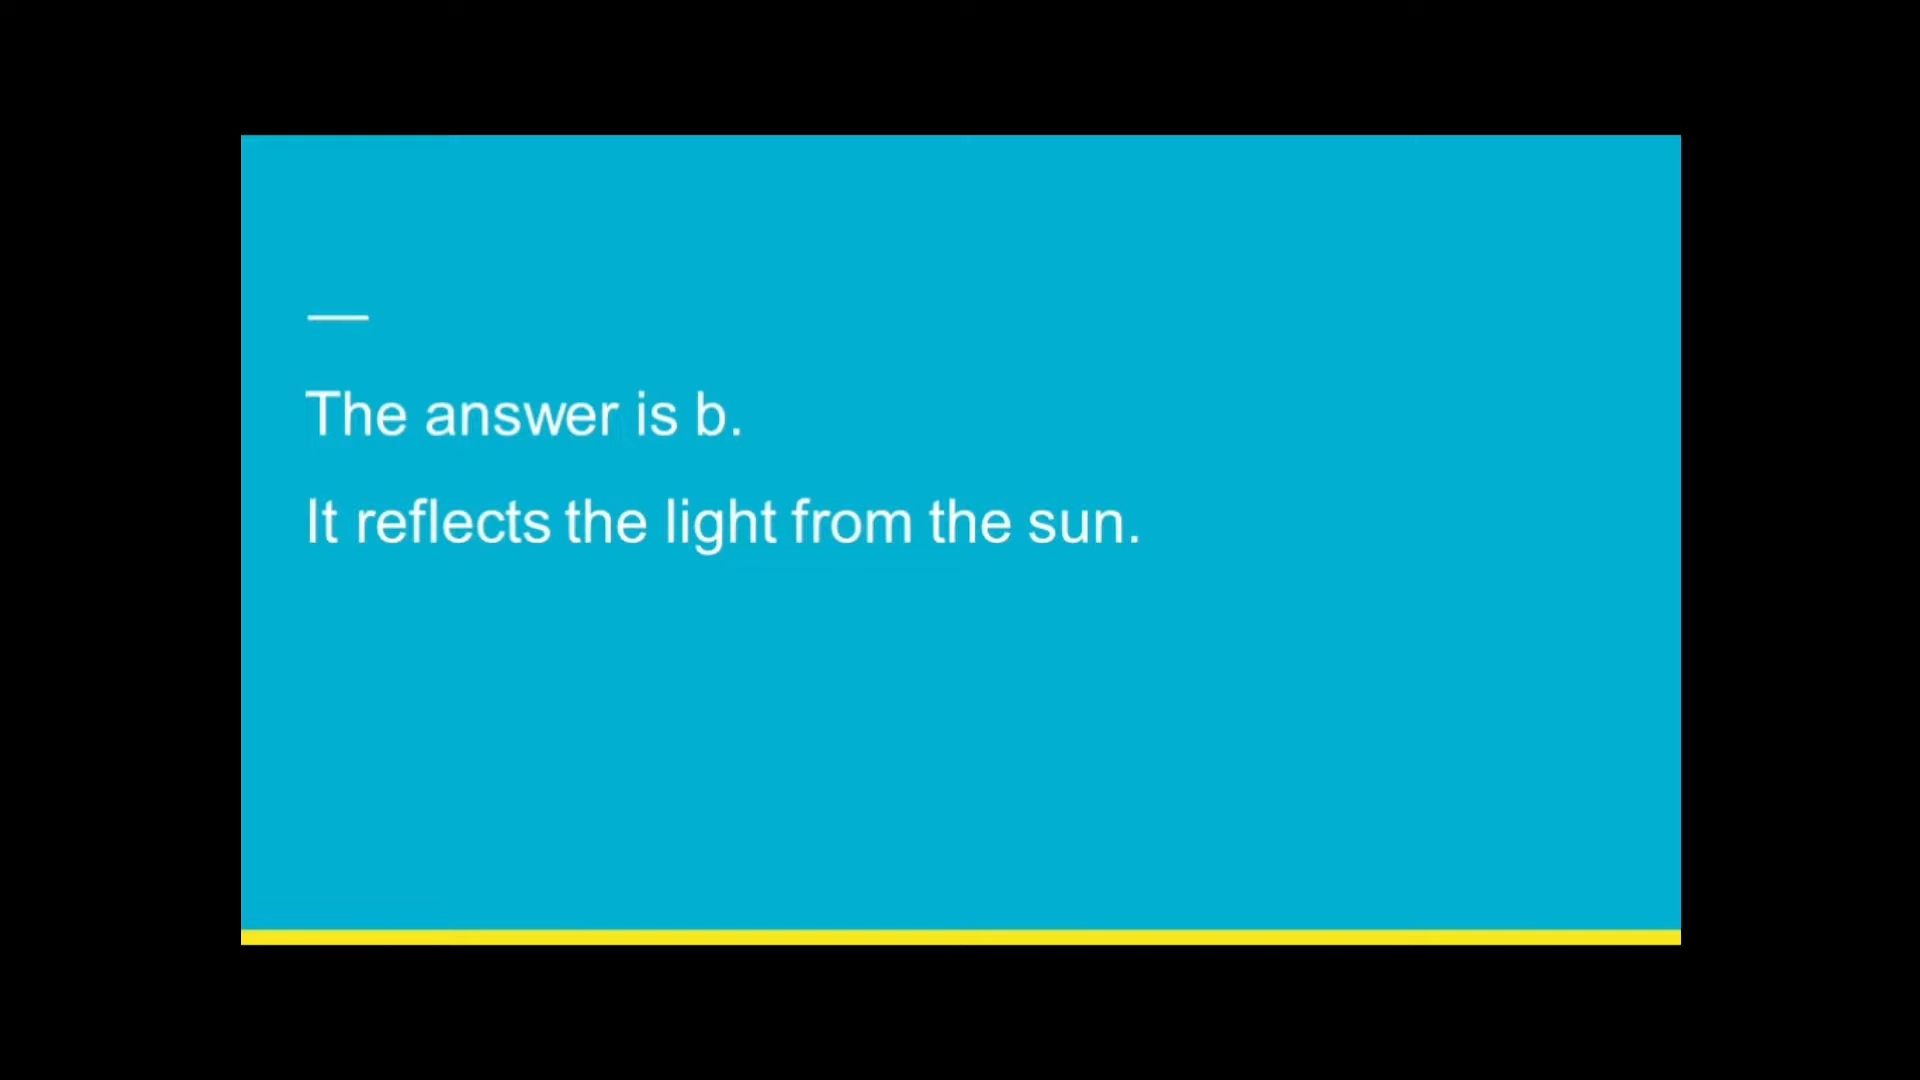 The answer is b.
It reflects the light from the sun.